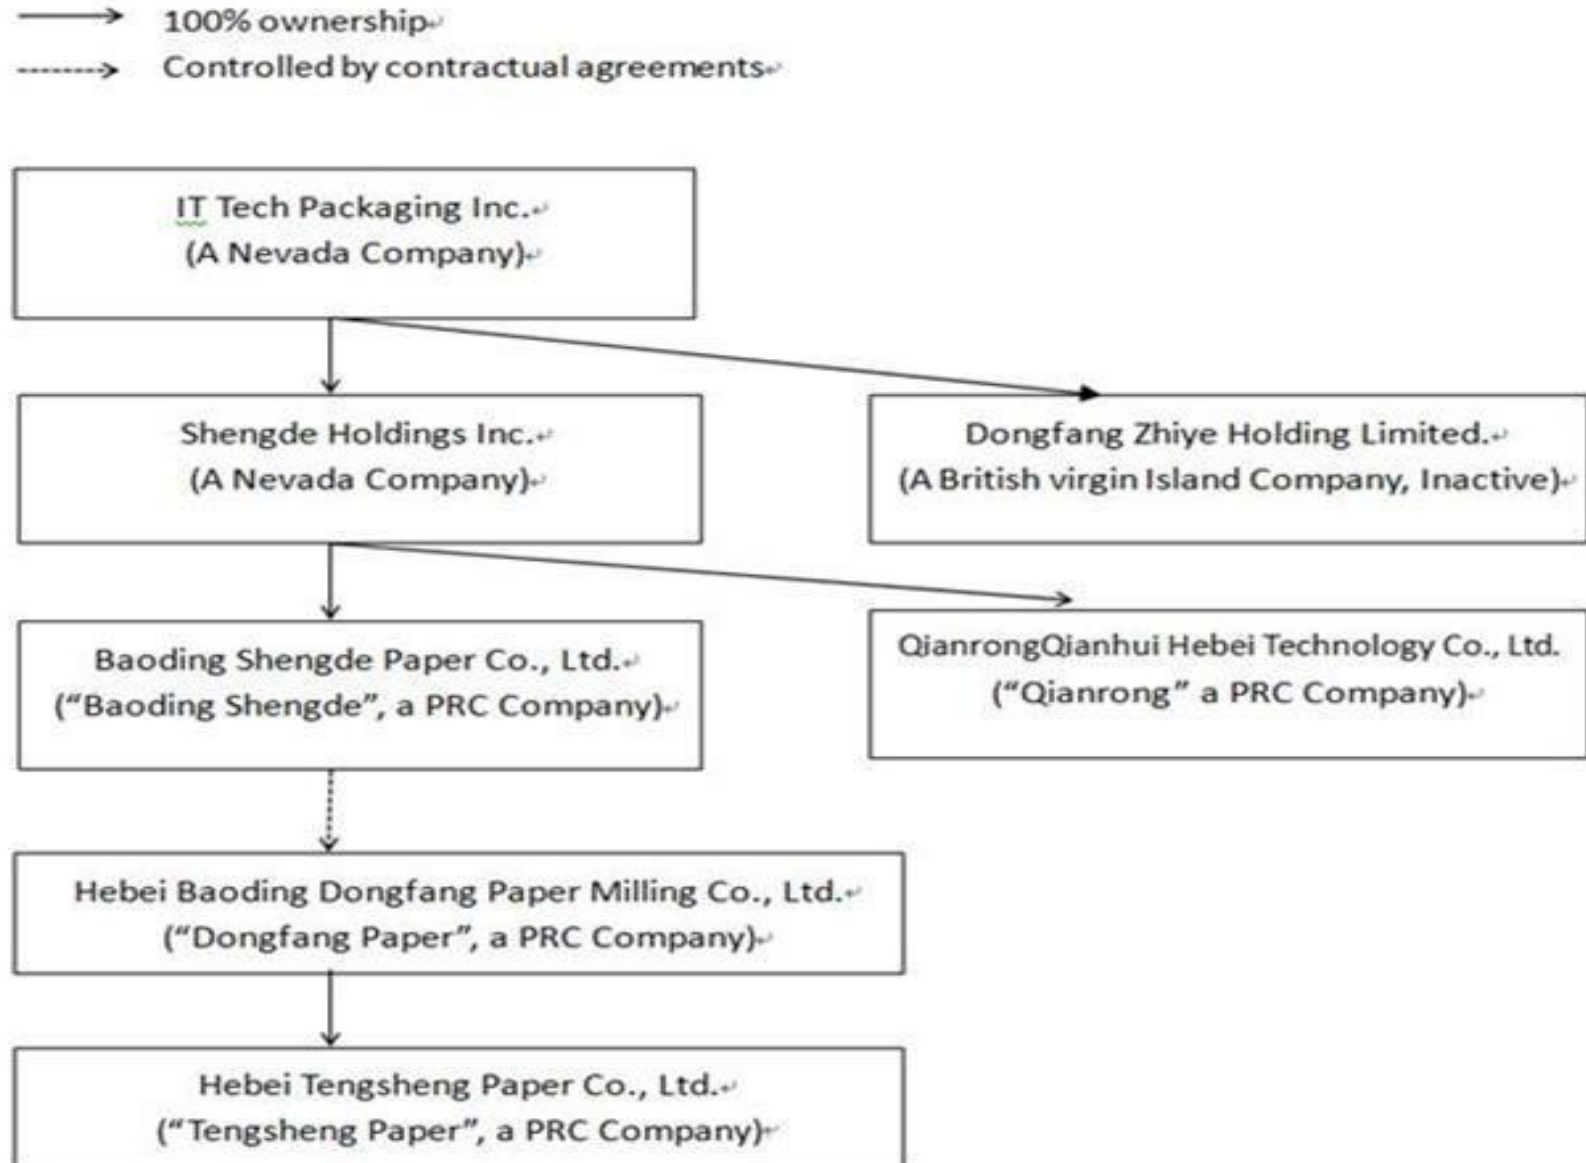 100% ownership↵
Controlled by contractual agreements↵
IT Tech Packaging Inc.↵
(A Nevada Company)↵
Shengde Holdings Inc.↵
(A Nevada Company)↵
Dongfang Zhiye Holding Limited.↵
(A British virgin Island Company, Inactive)↵
Baoding Shengde Paper Co., Ltd.↵
(“Baoding Shengde”, a PRC Company)↵
QianrongQianhui Hebei Technology Co., Ltd.
(“Qianrong” a PRC Company)↵
Hebei Baoding Dongfang Paper Milling Co., Ltd.↵
(“Dongfang Paper”, a PRC Company)↵
Hebei Tengsheng Paper Co., Ltd.↵
(“Tengsheng Paper”, a PRC Company)↵